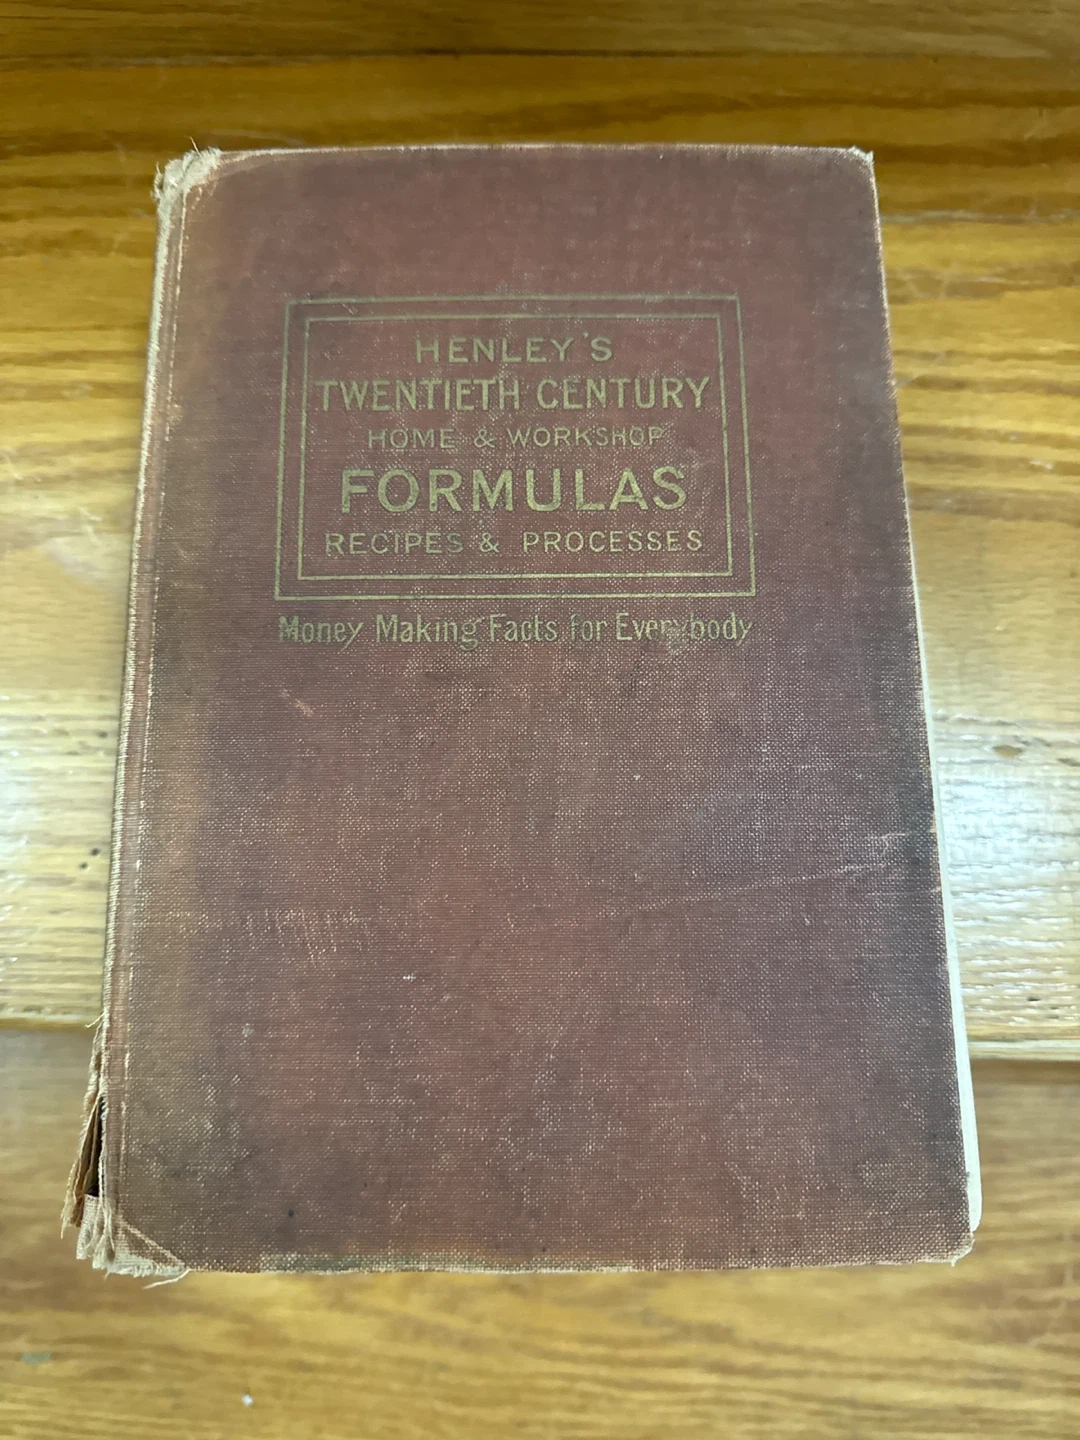 HENLEY'S
TWENTIETH CENTURY
HOME & WORKSHOP
FORMULAS
RECIPES & PROCESSES
Money Making Facts for Everybody